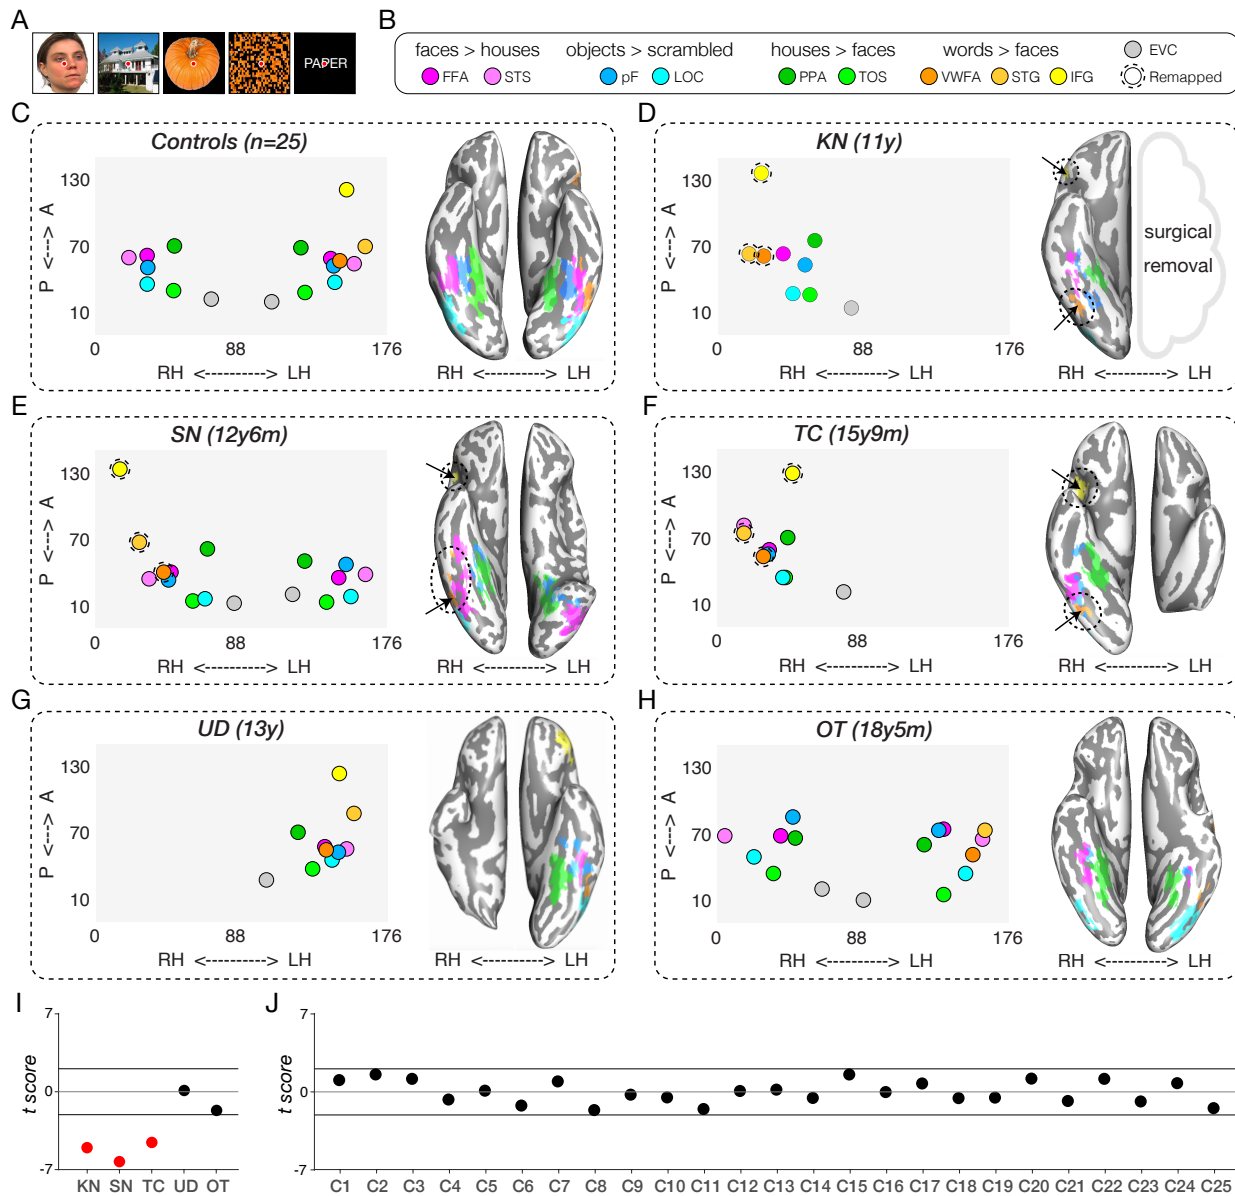 A
PAPER
B
faces > houses
objects > scrambled
houses > faces
words > faces
EVC
FFA
STS
pF
LOC
PPA
TOS
VWFA
STG
IFG
Remapped
C
Controls (n=25)
130
70
10
P <---> A
0
88
176
RH <----------> LH
RH <----------> LH
D
KN (11y)
130
70
10
P <---> A
0
88
176
RH <----------> LH
surgical
removal
RH <----------> LH
E
SN (12y6m)
130
70
10
P <---> A
0
88
176
RH <----------> LH
RH <----------> LH
F
TC (15y9m)
130
70
10
P <---> A
0
88
176
RH <----------> LH
RH <----------> LH
G
UD (13y)
130
70
10
P <---> A
0
88
176
RH <----------> LH
RH <----------> LH
H
OT (18y5m)
130
70
10
P <---> A
0
88
176
RH <----------> LH
RH <----------> LH
I
7
0
-7
t score
KN SN TC UD OT
J
7
0
-7
t score
C1 C2 C3 C4 C5 C6 C7 C8 C9 C10 C11 C12 C13 C14 C15 C16 C17 C18 C19 C20 C21 C22 C23 C24 C25